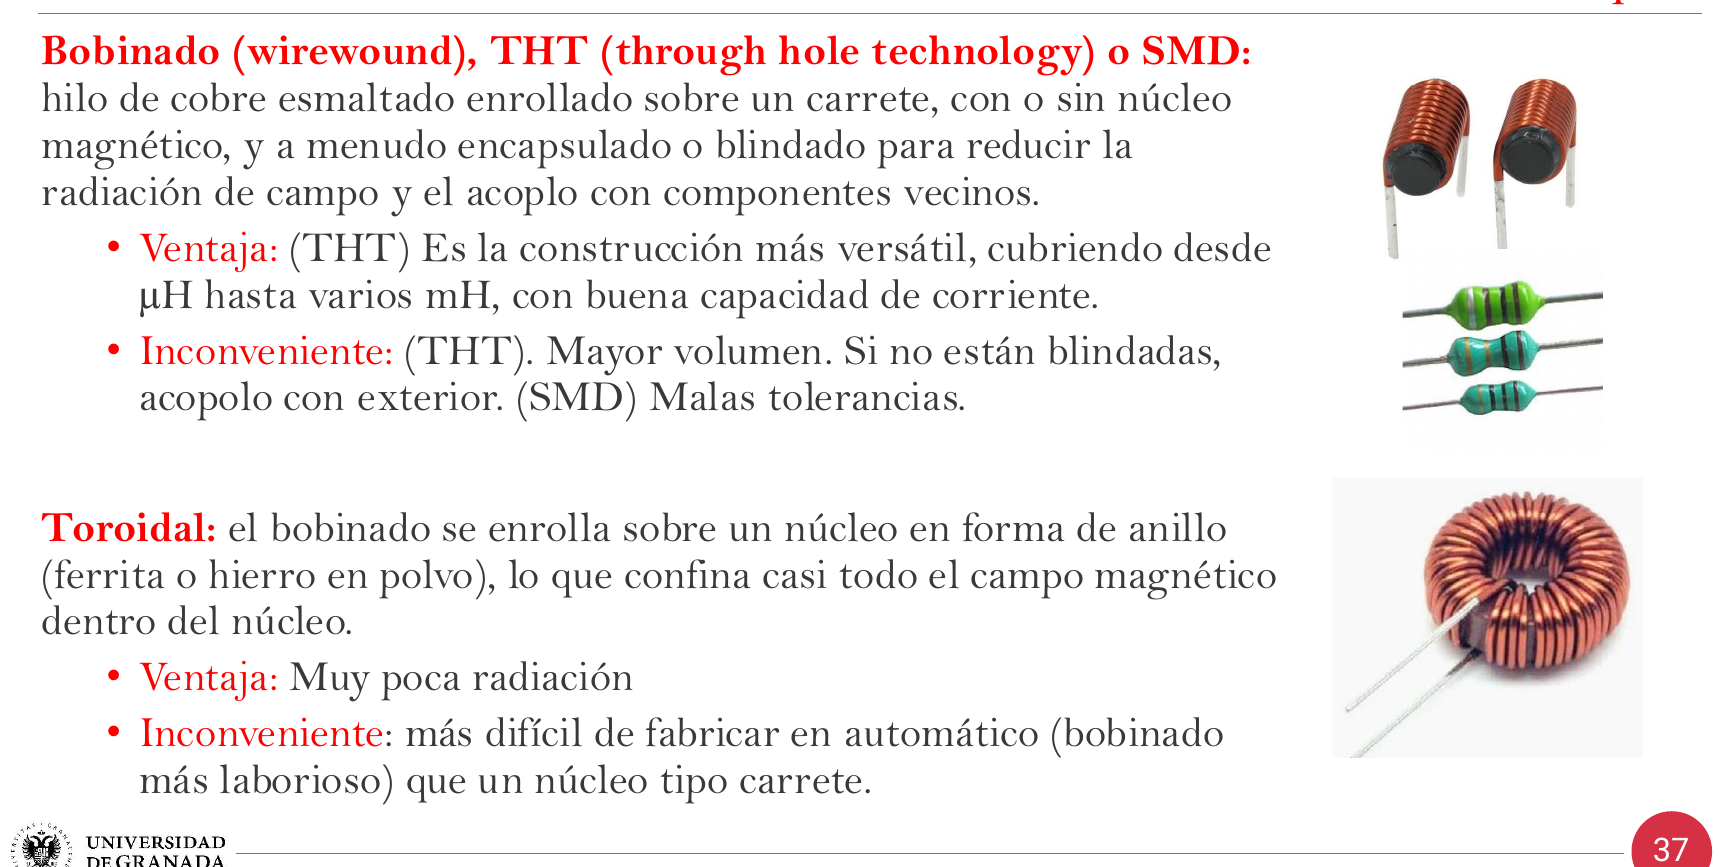 Bobinado (wirewound), THT (through hole technology) o SMD:
hilo de cobre esmaltado enrollado sobre un carrete, con o sin núcleo
magnético, y a menudo encapsulado o blindado para reducir la
radiación de campo y el acoplo con componentes vecinos.
• Ventaja: (THT) Es la construcción más versátil, cubriendo desde
µH hasta varios mH, con buena capacidad de corriente.
• Inconveniente: (THT). Mayor volumen. Si no están blindadas,
acopolo con exterior. (SMD) Malas tolerancias.
Toroidal: el bobinado se enrolla sobre un núcleo en forma de anillo
(ferrita o hierro en polvo), lo que confina casi todo el campo magnético
dentro del núcleo.
• Ventaja: Muy poca radiación
• Inconveniente: más difícil de fabricar en automático (bobinado
más laborioso) que un núcleo tipo carrete.
UNIVERSIDAD
DE GRANADA
37